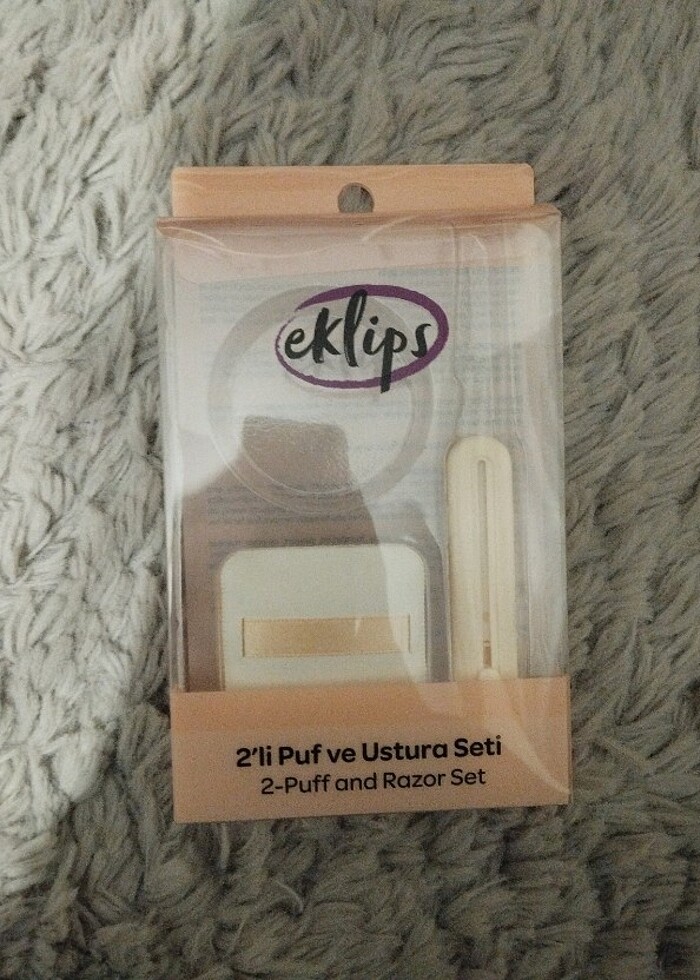 eklips
2'li Puf ve Ustura Seti
2-Puff and Razor Set